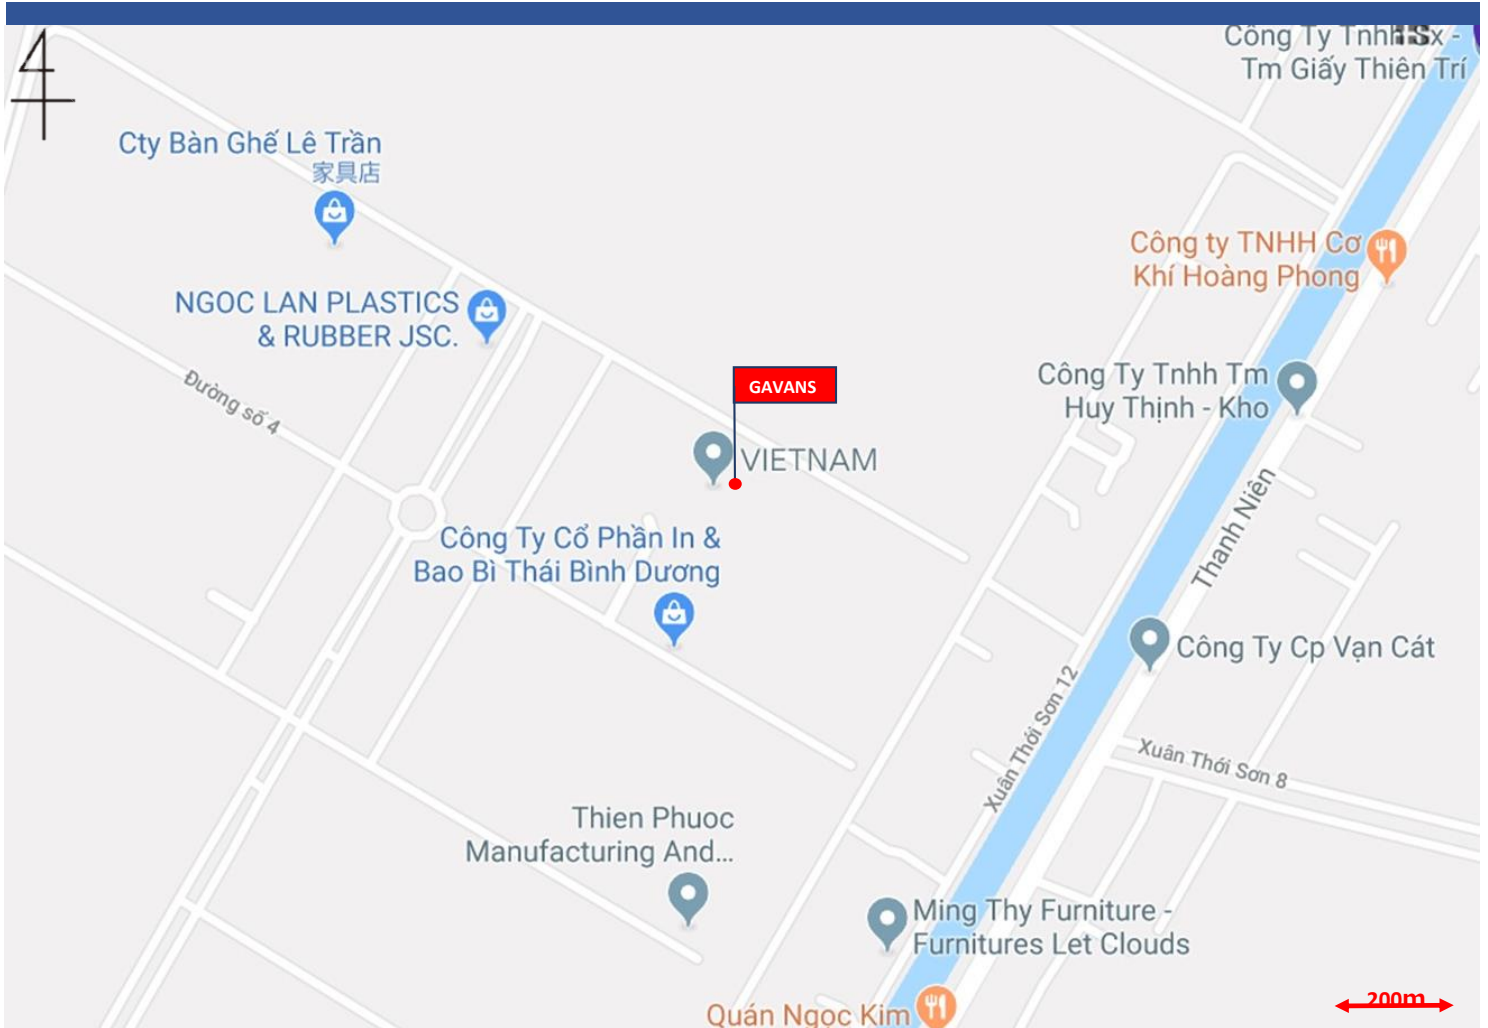 Công Ty Tnhh Sx -
Tm Giấy Thiên Trí
Cty Bàn Ghế Lê Trần
家具店
Công ty TNHH Cơ
Khí Hoàng Phong
NGOC LAN PLASTICS
& RUBBER JSC.
Đường số 4
GAVANS
Công Ty Tnhh Tm
Huy Thịnh - Kho
VIETNAM
Thanh Niên
Công Ty Cổ Phần In &
Bao Bì Thái Bình Dương
Công Ty Cp Vạn Cát
Xuân Thới Sơn 12
Xuân Thới Sơn 8
Thien Phuoc
Manufacturing And...
Ming Thy Furniture -
Furnitures Let Clouds
Quán Ngọc Kim
200m